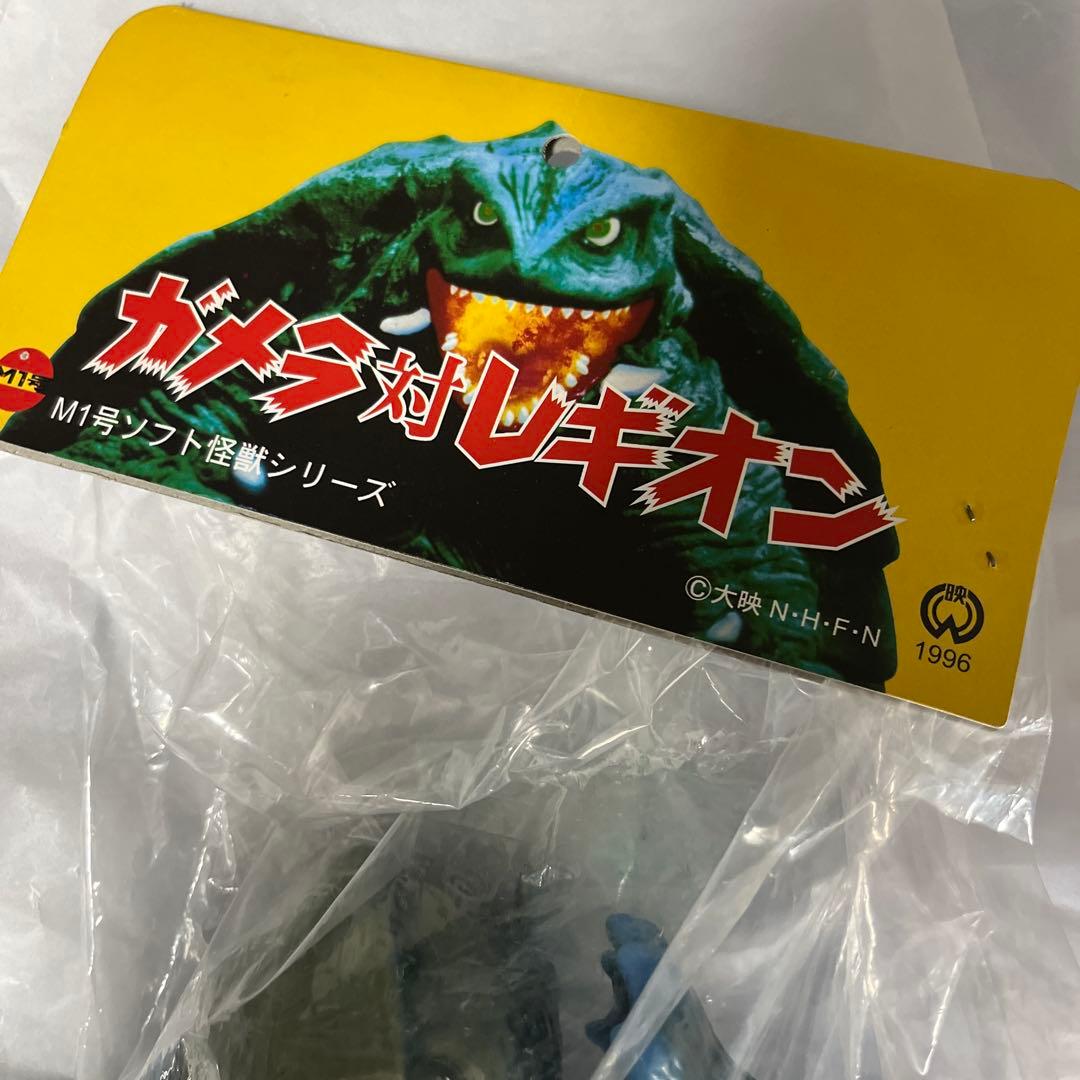 ガメラ対レギオン
M1号
M1号ソフト怪獣シリーズ
©大映 N・H・F・N
映
1996